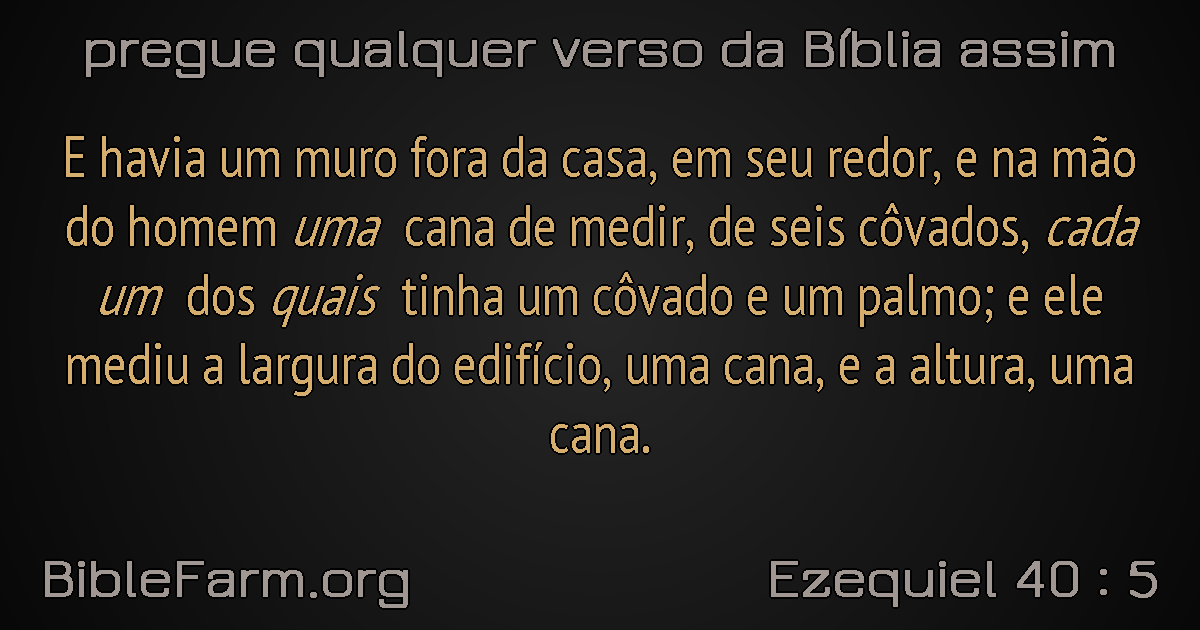 pregue qualquer verso da Bíblia assim
E havia um muro fora da casa, em seu redor, e na mão
do homem uma cana de medir, de seis côvados, cada
um dos quais tinha um côvado e um palmo; e ele
mediu a largura do edifício, uma cana, e a altura, uma
cana.
BibleFarm.org
Ezequiel 40 : 5